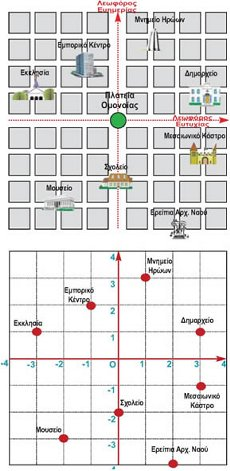 Λεωφόρος
Ευημερίας
Μνημείο Ηρώων
Εμπορικό Κέντρο
Εκκλησία
Δημαρχείο
Πλατεία
Ομονοίας
Λεωφόρος
Ευτυχίας
Μεσαιωνικό Κάστρο
Σχολείο
Μουσείο
Ερείπια Αρχ. Ναού
4
Μνημείο
Ηρώων
3
Εμπορικό
Κέντρο
2
Εκκλησία
Δημαρχείο
1
-4 -3 -2 -1 0 1 2 3 4
-1
Μεσαιωνικό
Κάστρο
Σχολείο
-2
Μουσείο
-3
Ερείπια Αρχ. Ναού
-4